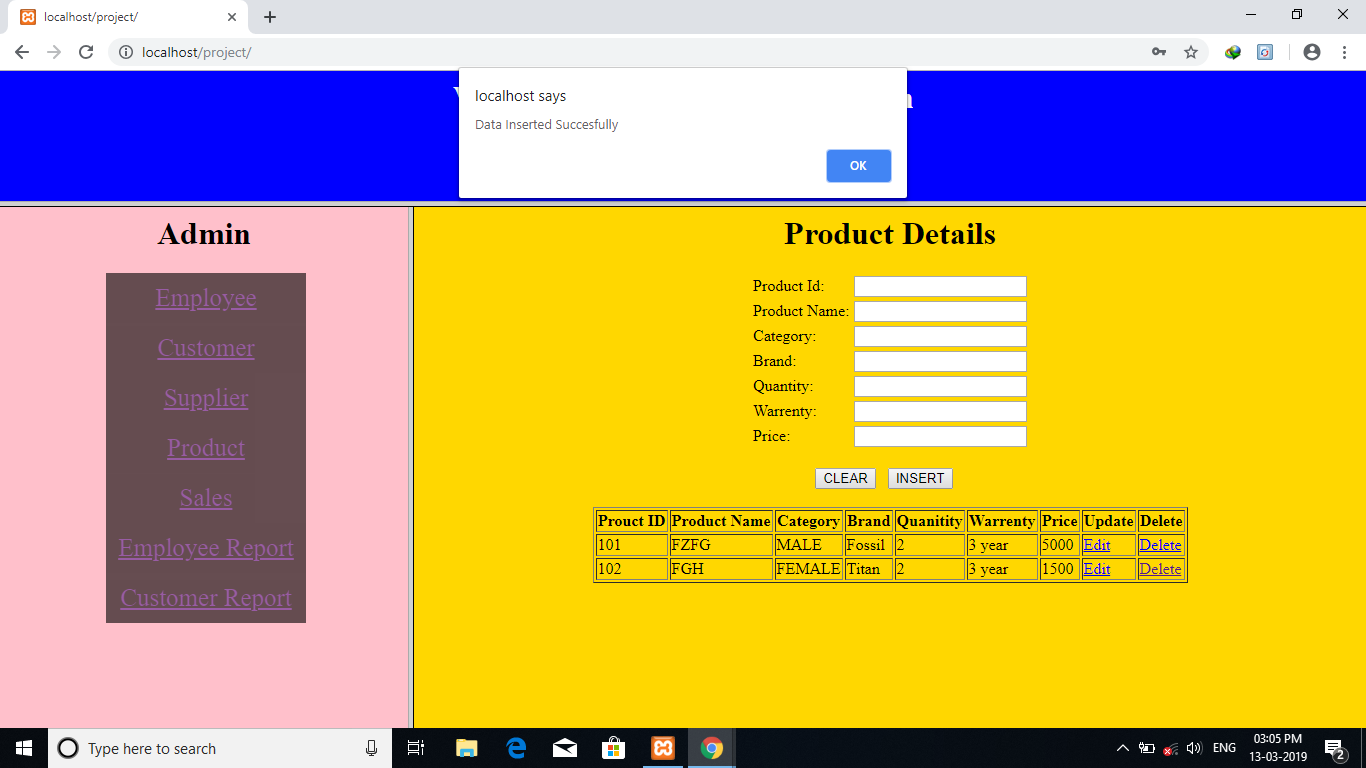 localhost/project/
localhost/project/
localhost says
Data Inserted Succesfully
OK
Admin
Employee
Customer
Supplier
Product
Sales
Employee Report
Customer Report
Product Details
Product Id:
Product Name:
Category:
Brand:
Quantity:
Warrenty:
Price:
CLEAR INSERT
Prouct ID Product Name Category Brand Quanitity Warrenty Price Update Delete
101 FZFG MALE Fossil 2 3 year 5000 Edit Delete
102 FGH FEMALE Titan 2 3 year 1500 Edit Delete
Type here to search
ENG
03:05 PM
13-03-2019
2